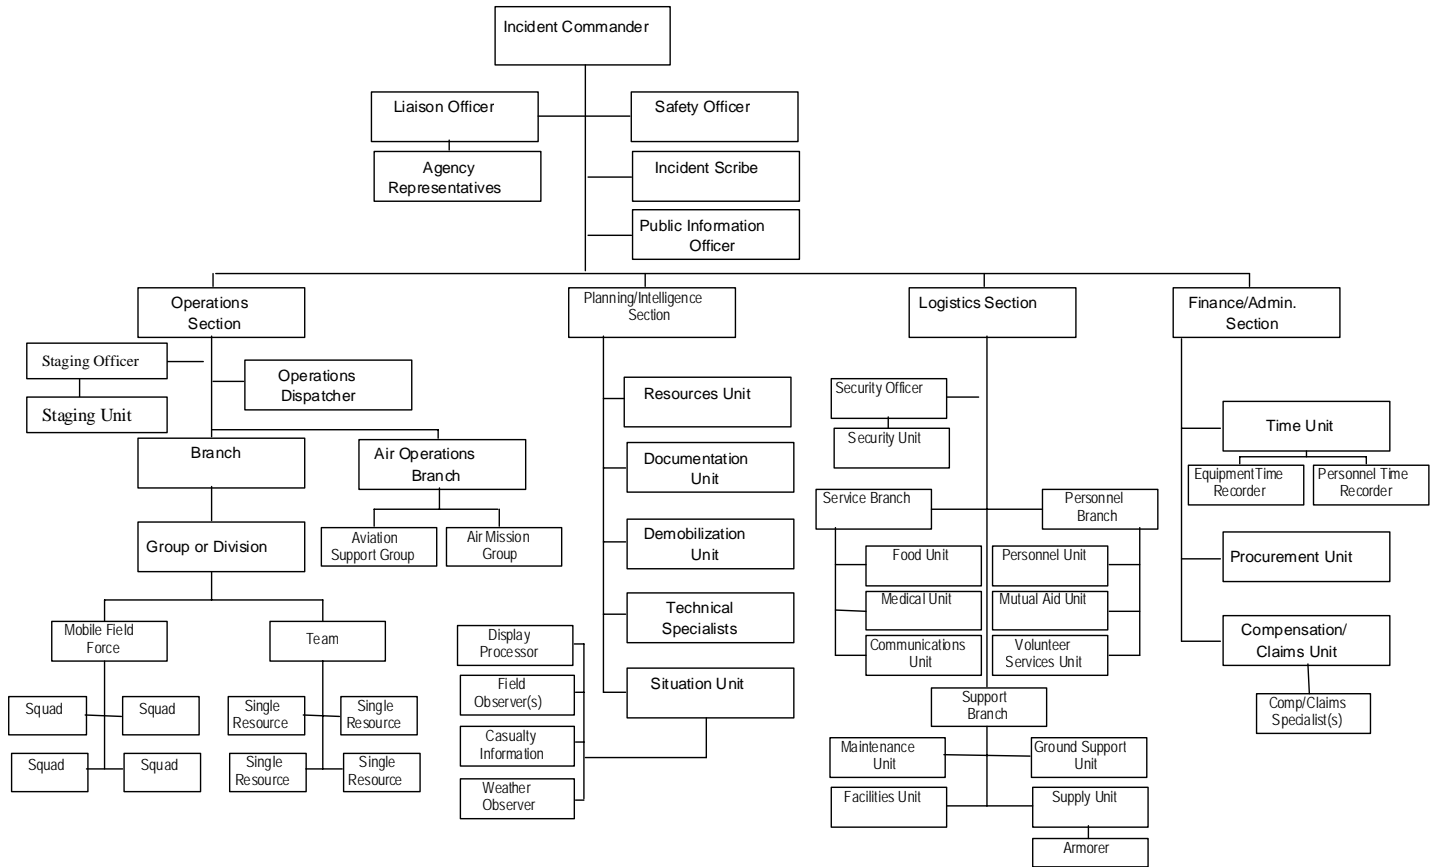 Incident Commander
Liaison Officer
Safety Officer
Agency
Representatives
Incident Scribe
Public Information
Officer
Operations
Section
Planning/Intelligence
Section
Logistics Section
Finance/Admin.
Section
Staging Officer
Operations
Dispatcher
Staging Unit
Branch
Air Operations
Branch
Group or Division
Aviation
Support Group
Air Mission
Group
Mobile Field
Force
Team
Squad
Squad
Single
Resource
Single
Resource
Squad
Squad
Single
Resource
Single
Resource
Resources Unit
Documentation
Unit
Demobilization
Unit
Technical
Specialists
Situation Unit
Display
Processor
Field
Observer(s)
Casualty
Information
Weather
Observer
Security Officer
Security Unit
Service Branch
Personnel
Branch
Food Unit
Personnel Unit
Medical Unit
Mutual Aid Unit
Communications
Unit
Volunteer
Services Unit
Support
Branch
Maintenance
Unit
Ground Support
Unit
Facilities Unit
Supply Unit
Armorer
Time Unit
Equipment Time
Recorder
Personnel Time
Recorder
Procurement Unit
Compensation/
Claims Unit
Comp/Claims
Specialist(s)